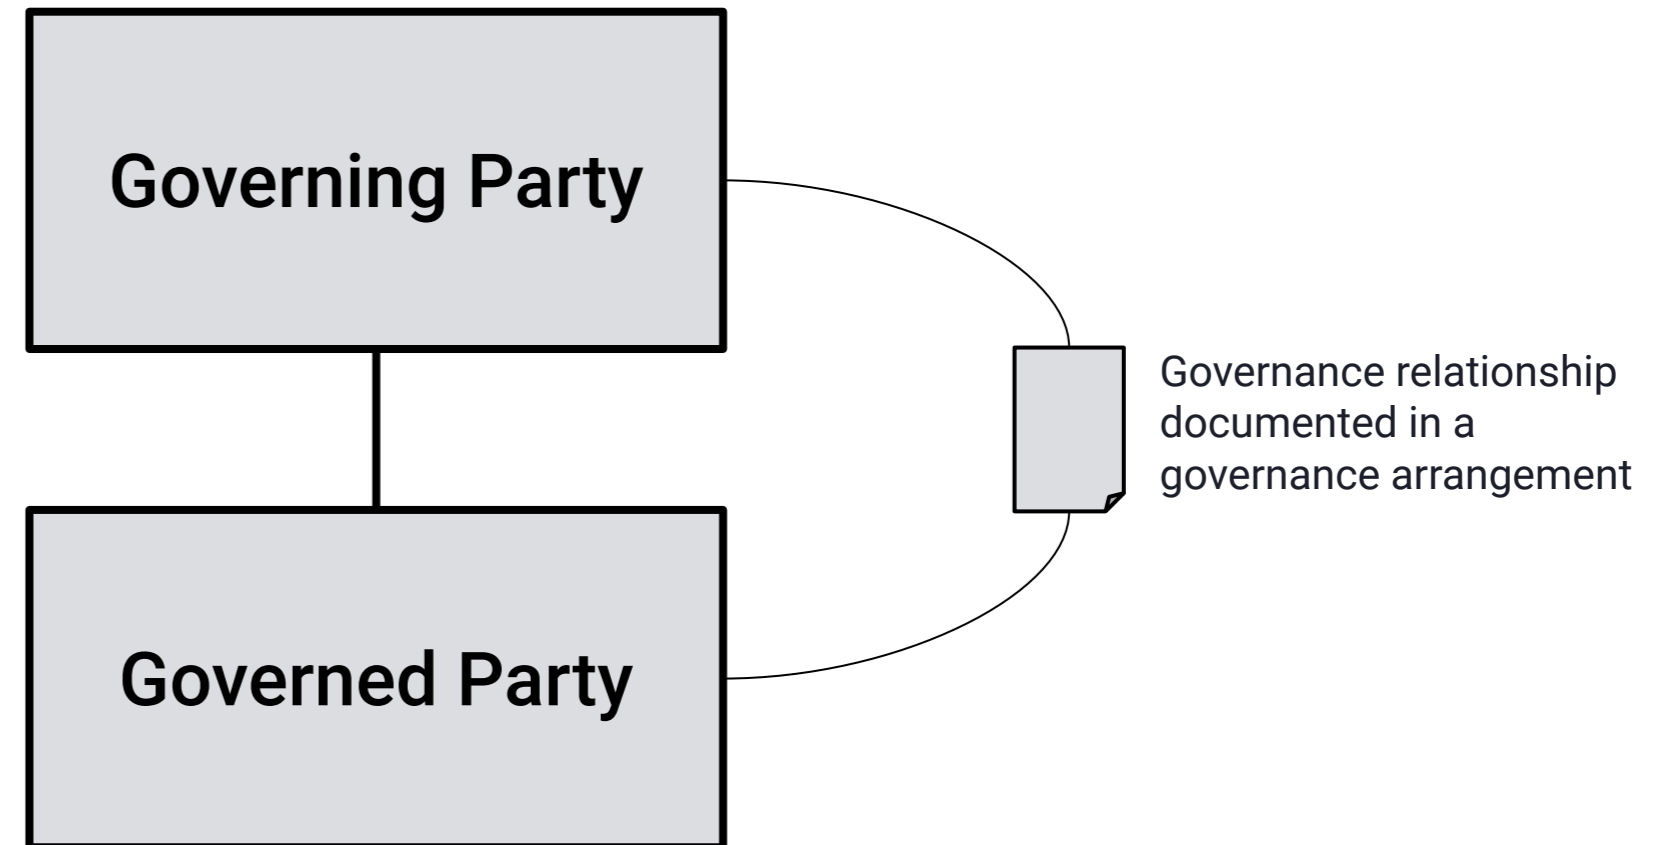 Governing Party
Governance relationship
documented in a
governance arrangement
Governed Party